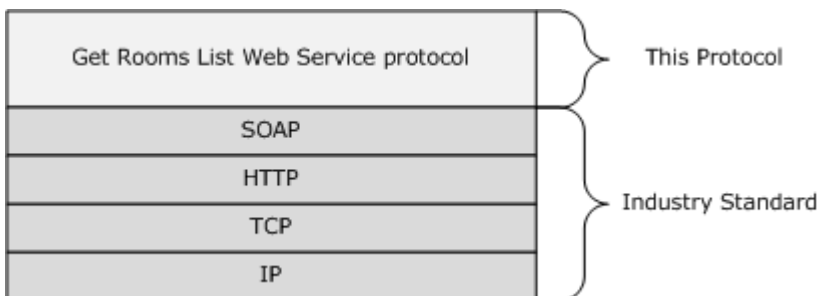 Get Rooms List Web Service protocol
This Protocol
SOAP
HTTP
TCP
IP
Industry Standard